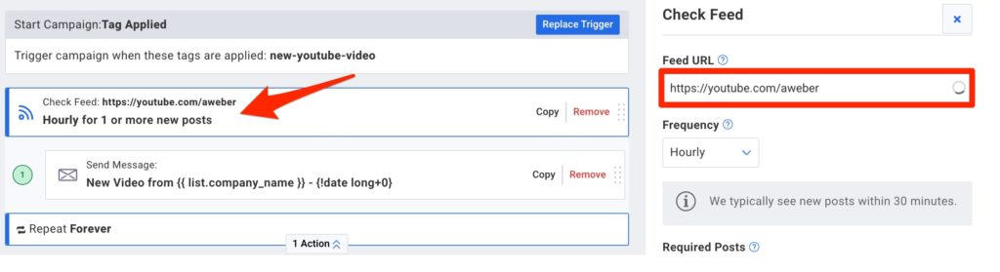 Start Campaign:Tag Applied
Replace Trigger
Trigger campaign when these tags are applied: new-youtube-video
Check Feed: https://youtube.com/aweber
Hourly for 1 or more new posts
Copy
Remove
1
Send Message:
New Video from {{ list.company_name }} - {!date long+0}
Copy
Remove
Repeat Forever
1 Action
Check Feed
×
Feed URL ?
https://youtube.com/aweber
Frequency ?
Hourly
We typically see new posts within 30 minutes.
Required Posts ?